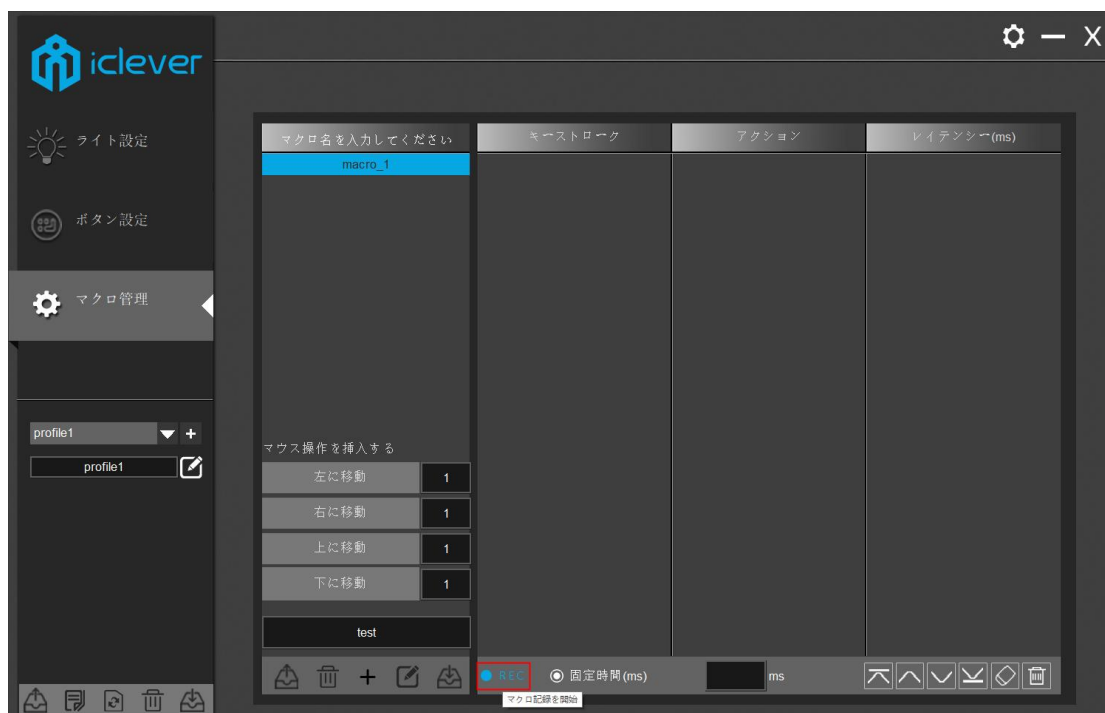 iclever
X
ライト設定
ボタン設定
マクロ管理
profile1
+
profile1
マクロ名を入力してください
キーストローク
アクション
レイテンシー(ms)
macro_1
マウス操作を挿入する
左に移動 1
右に移動 1
上に移動 1
下に移動 1
test
REC
固定時間(ms)
ms
マクロ記録を開始